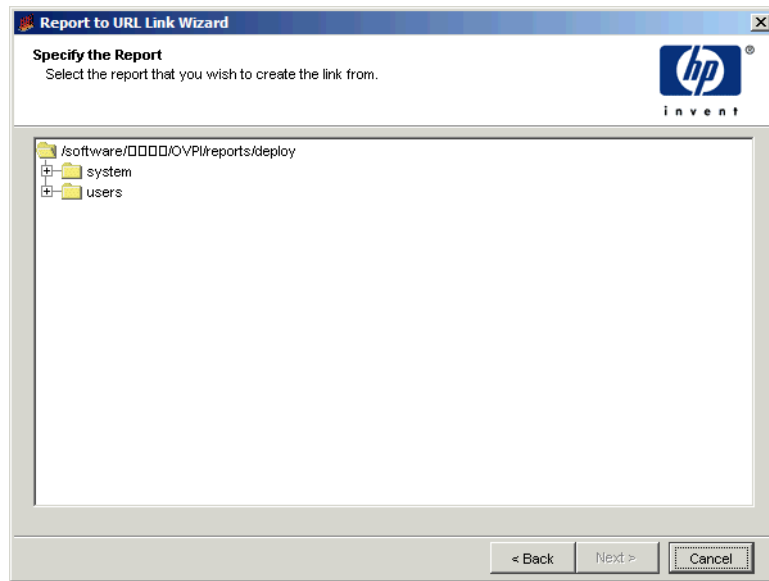 Report to URL Link Wizard
Specify the Report
Select the report that you wish to create the link from.
hp
®
invent
/software/□□□□/OVPI/reports/deploy
system
users
< Back
Next >
Cancel